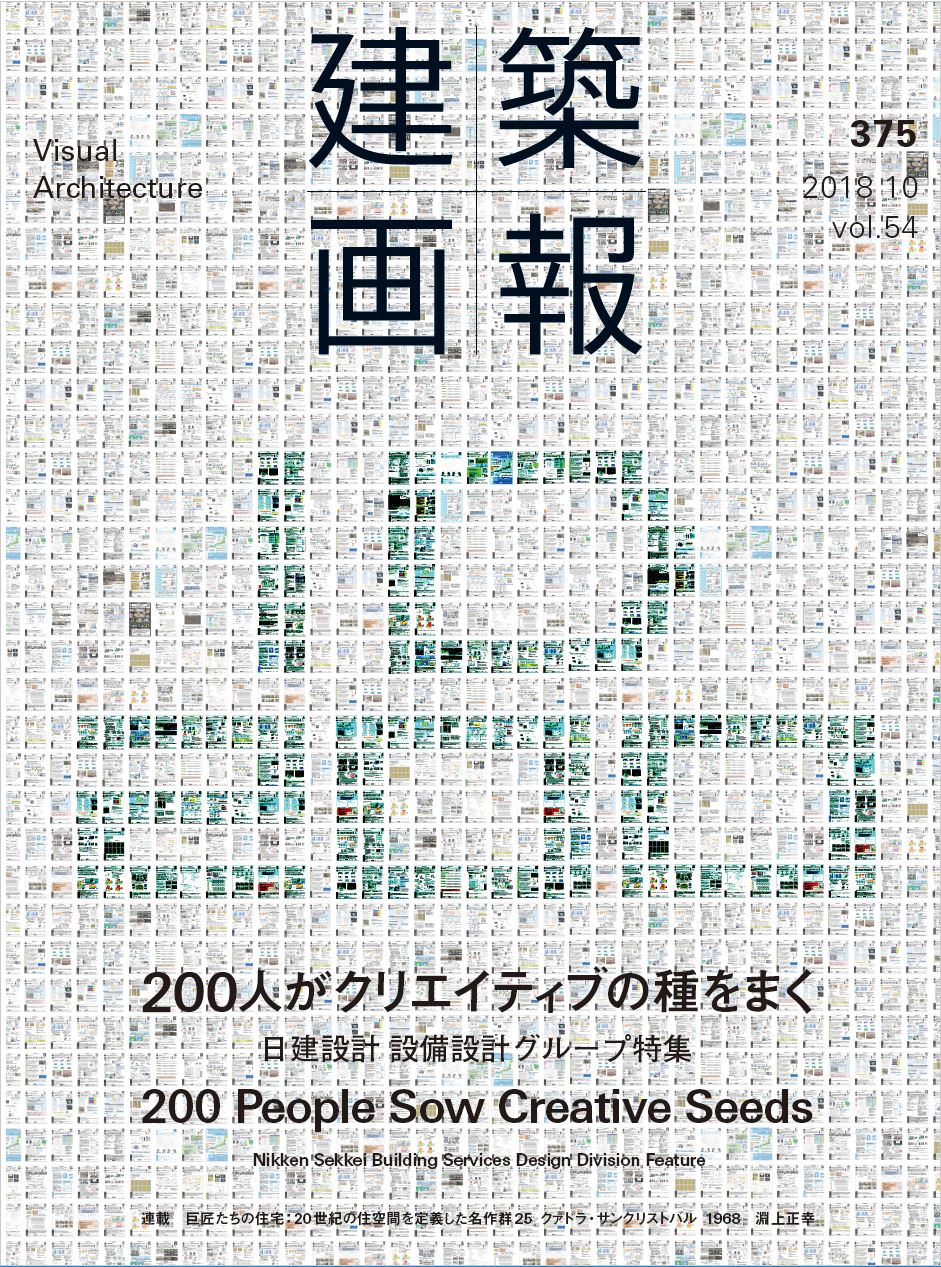 建築
画報
Visual
Architecture
375
2018 10
vol.54
ID
200
200人がクリエイティブの種をまく
日建設計 設備設計グループ特集
200 People Sow Creative Seeds
Nikken Sekkei Building Services Design Division Feature
連載 巨匠たちの住宅：20世紀の住空間を定義した名作群25 クァドラ・サンクリストバル 1968 淵上正幸